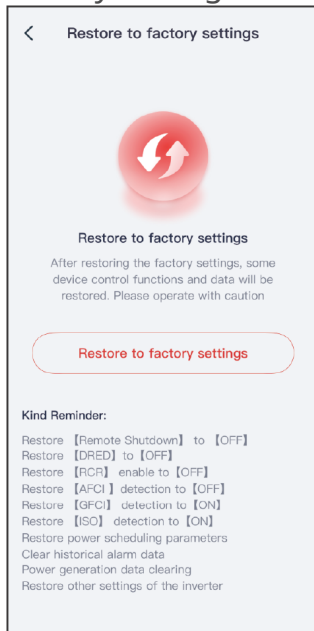 Restore to factory settings
Restore to factory settings
After restoring the factory settings, some
device control functions and data will be
restored. Please operate with caution
Restore to factory settings
Kind Reminder:
Restore 【Remote Shutdown】 to 【OFF】
Restore 【DRED】to【OFF】
Restore 【RCR】 enable to【OFF】
Restore 【AFCI 】detection to【OFF】
Restore 【GFCI】 detection to【ON】
Restore 【ISO】 detection to【ON】
Restore power scheduling parameters
Clear historical alarm data
Power generation data clearing
Restore other settings of the inverter